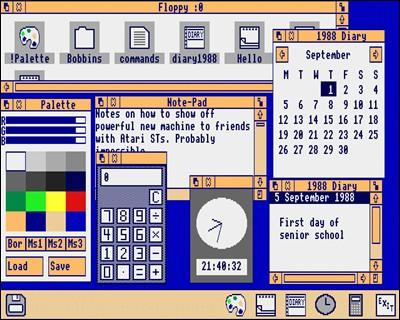 Floppy :0
!Palette
Bobbins
commands
diary1988
Hello
1988 Diary
September
M T W T F S S
1 2 3 4
5 6 7 8 9 10 11
12 13 14 15 16 17 18
19 20 21 22 23 24 25
26 27 28 29 30
Palette
Bor Ms1 Ms2 Ms3
Load Save
Note-Pad
Notes on how to show off
powerful new machine to friends
with Atari STs. Probably
impossible
0
C
7 8 9 ÷
4 5 6 ×
1 2 3 -
0 . = +
21:40:32
1988 Diary
5 September 1988
First day of
senior school
DIARY
EXIT